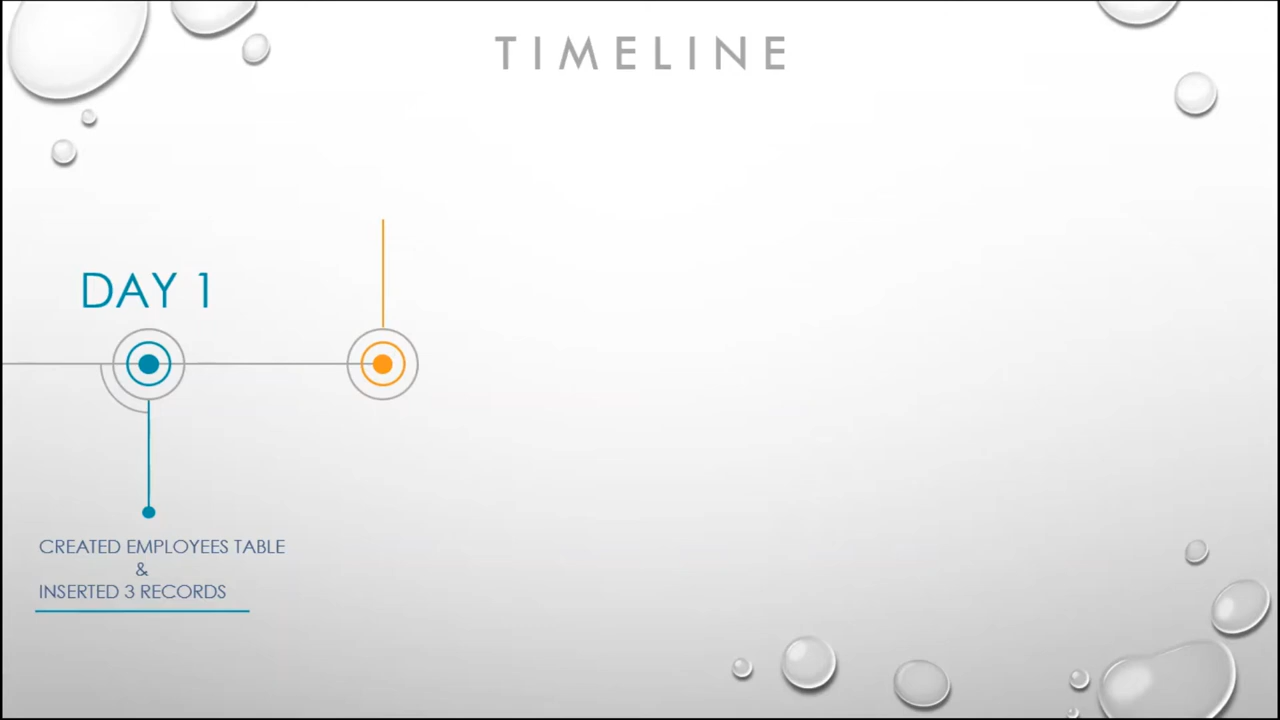 TIMELINE
DAY 1
CREATED EMPLOYEES TABLE
&
INSERTED 3 RECORDS